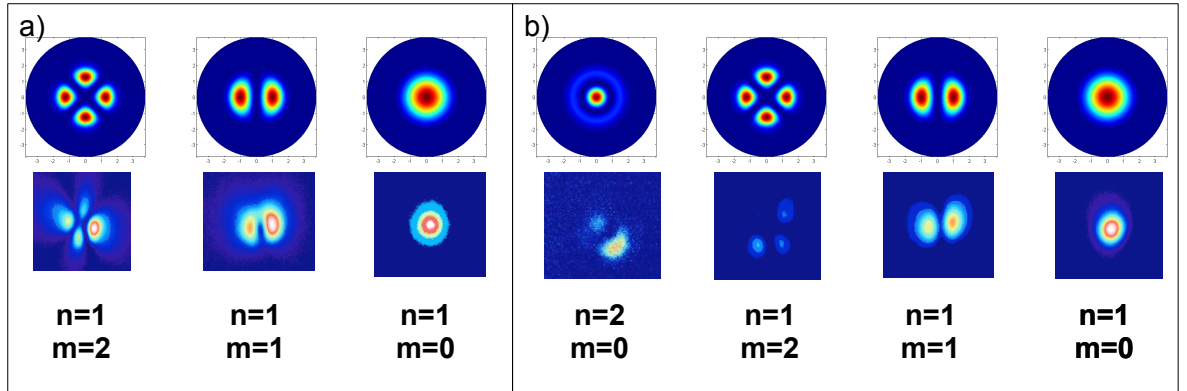 a)
b)
n=1 n=1 n=1 n=2 n=1 n=1 n=1
m=2 m=1 m=0 m=0 m=2 m=1 m=0